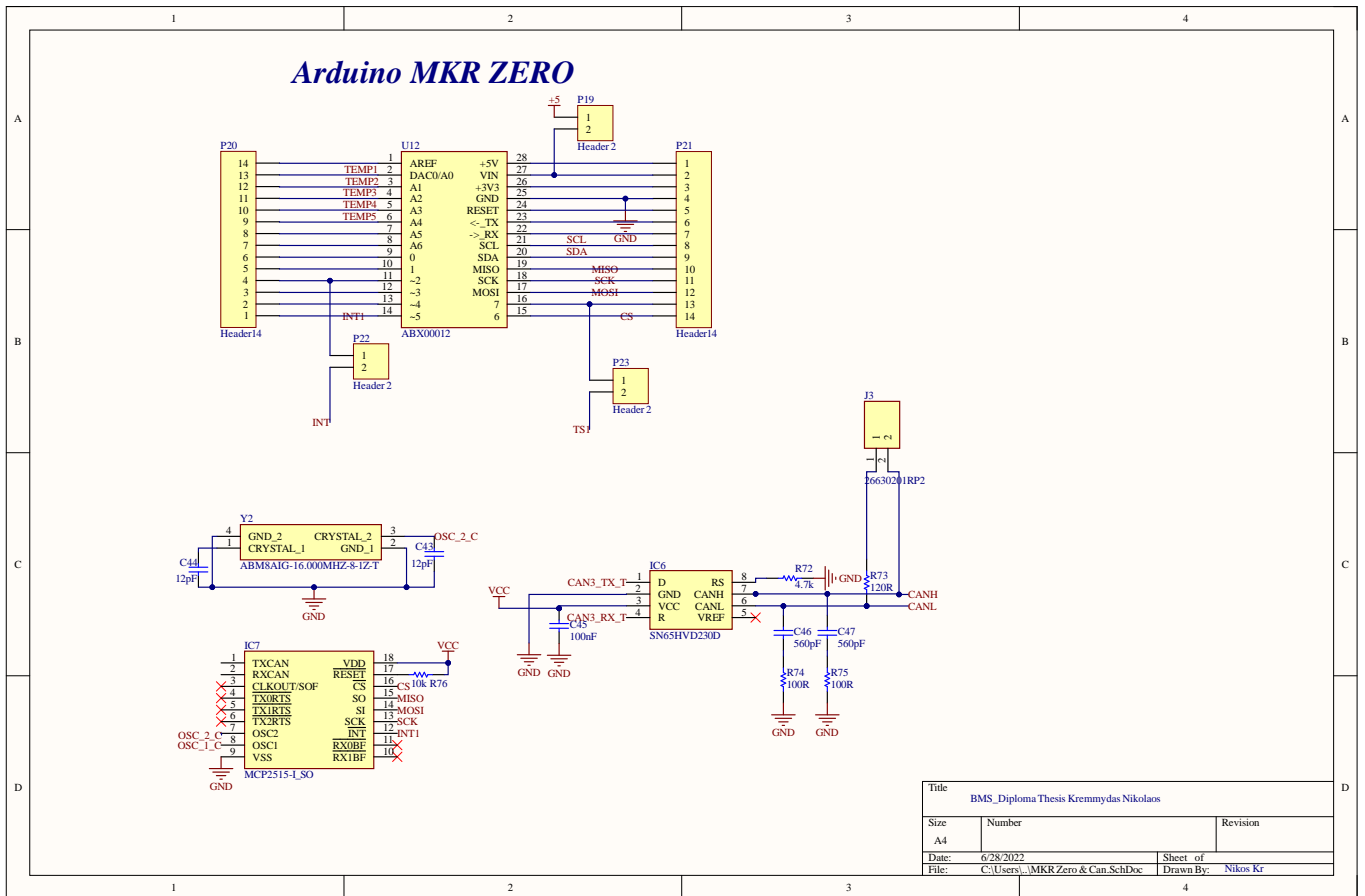 1 2 3 4
Arduino MKR ZERO
A A
B B
C C
D D
+5
P19
1
2
Header 2
P20
14
13
12
11
10
9
8
7
6
5
4
3
2
1
Header14
TEMP1
TEMP2
TEMP3
TEMP4
TEMP5
INT1
U12
1 AREF +5V 28
2 DAC0/A0 VIN 27
3 A1 +3V3 26
4 A2 GND 25
5 A3 RESET 24
6 A4 <-_TX 23
7 A5 ->_RX 22
8 A6 SCL 21
9 0 SDA 20
10 1 MISO 19
11 ~2 SCK 18
12 ~3 MOSI 17
13 ~4 7 16
14 ~5 6 15
ABX00012
GND
SCL
SDA
MISO
SCK
MOSI
CS
P21
1
2
3
4
5
6
7
8
9
10
11
12
13
14
Header14
P22
1
2
Header 2
INT
P23
1
2
Header 2
TS1
J3
1 2
1 2
26630201RP2
Y2
4 GND_2 CRYSTAL_2 3
1 CRYSTAL_1 GND_1 2
ABM8AIG-16.000MHZ-8-1Z-T
OSC_2_C
C44
12pF
C43
12pF
GND
VCC
C45
100nF
GND GND
CAN3_TX_T
CAN3_RX_T
IC6
1 D RS 8
2 GND CANH 7
3 VCC CANL 6
4 R VREF 5
SN65HVD230D
R72
4.7k
GND
R73
120R
CANH
CANL
C46
560pF
C47
560pF
R74
100R
R75
100R
GND GND
IC7
1 TXCAN VDD 18
2 RXCAN RESET 17
3 CLKOUT/SOF CS 16
4 TX0RTS SO 15
5 TX1RTS SI 14
6 TX2RTS SCK 13
7 OSC2 INT 12
8 OSC1 RX0BF 11
9 VSS RX1BF 10
MCP2515-I_SO
OSC_2_C
OSC_1_C
GND
VCC
10k R76
CS
MISO
MOSI
SCK
INT1
Title
BMS_Diploma Thesis Kremmydas Nikolaos
Size Number Revision
A4
Date: 6/28/2022 Sheet of
File: C:\Users\..\MKR Zero & Can.SchDoc Drawn By: Nikos Kr
1 2 3 4